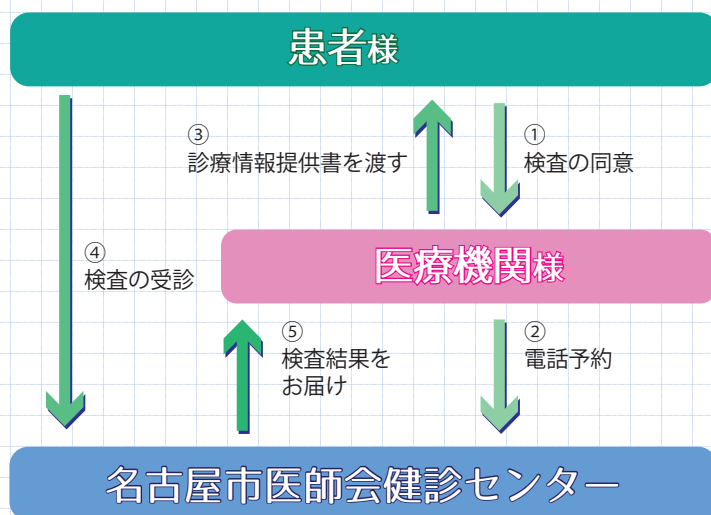 患者様
③
診療情報提供書を渡す
①
検査の同意
④
検査の受診
医療機関様
⑤
検査結果を
お届け
②
電話予約
名古屋市医師会健診センター